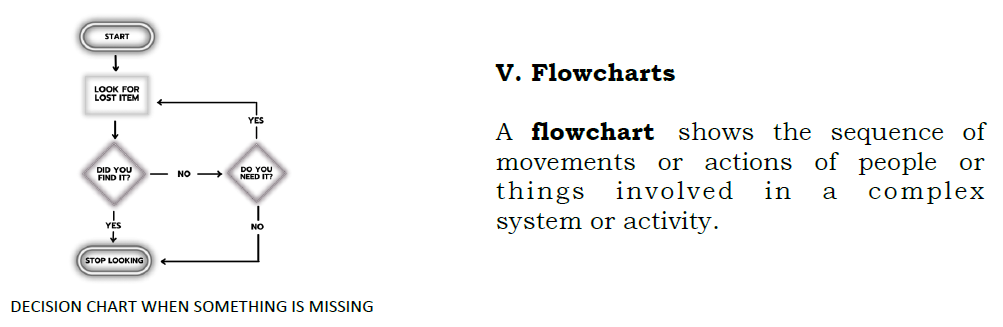 START
LOOK FOR
LOST ITEM
YES
DID YOU
FIND IT?
NO
DO YOU
NEED IT?
YES
NO
STOP LOOKING
DECISION CHART WHEN SOMETHING IS MISSING
V. Flowcharts
A flowchart shows the sequence of
movements or actions of people or
things involved in a complex
system or activity.